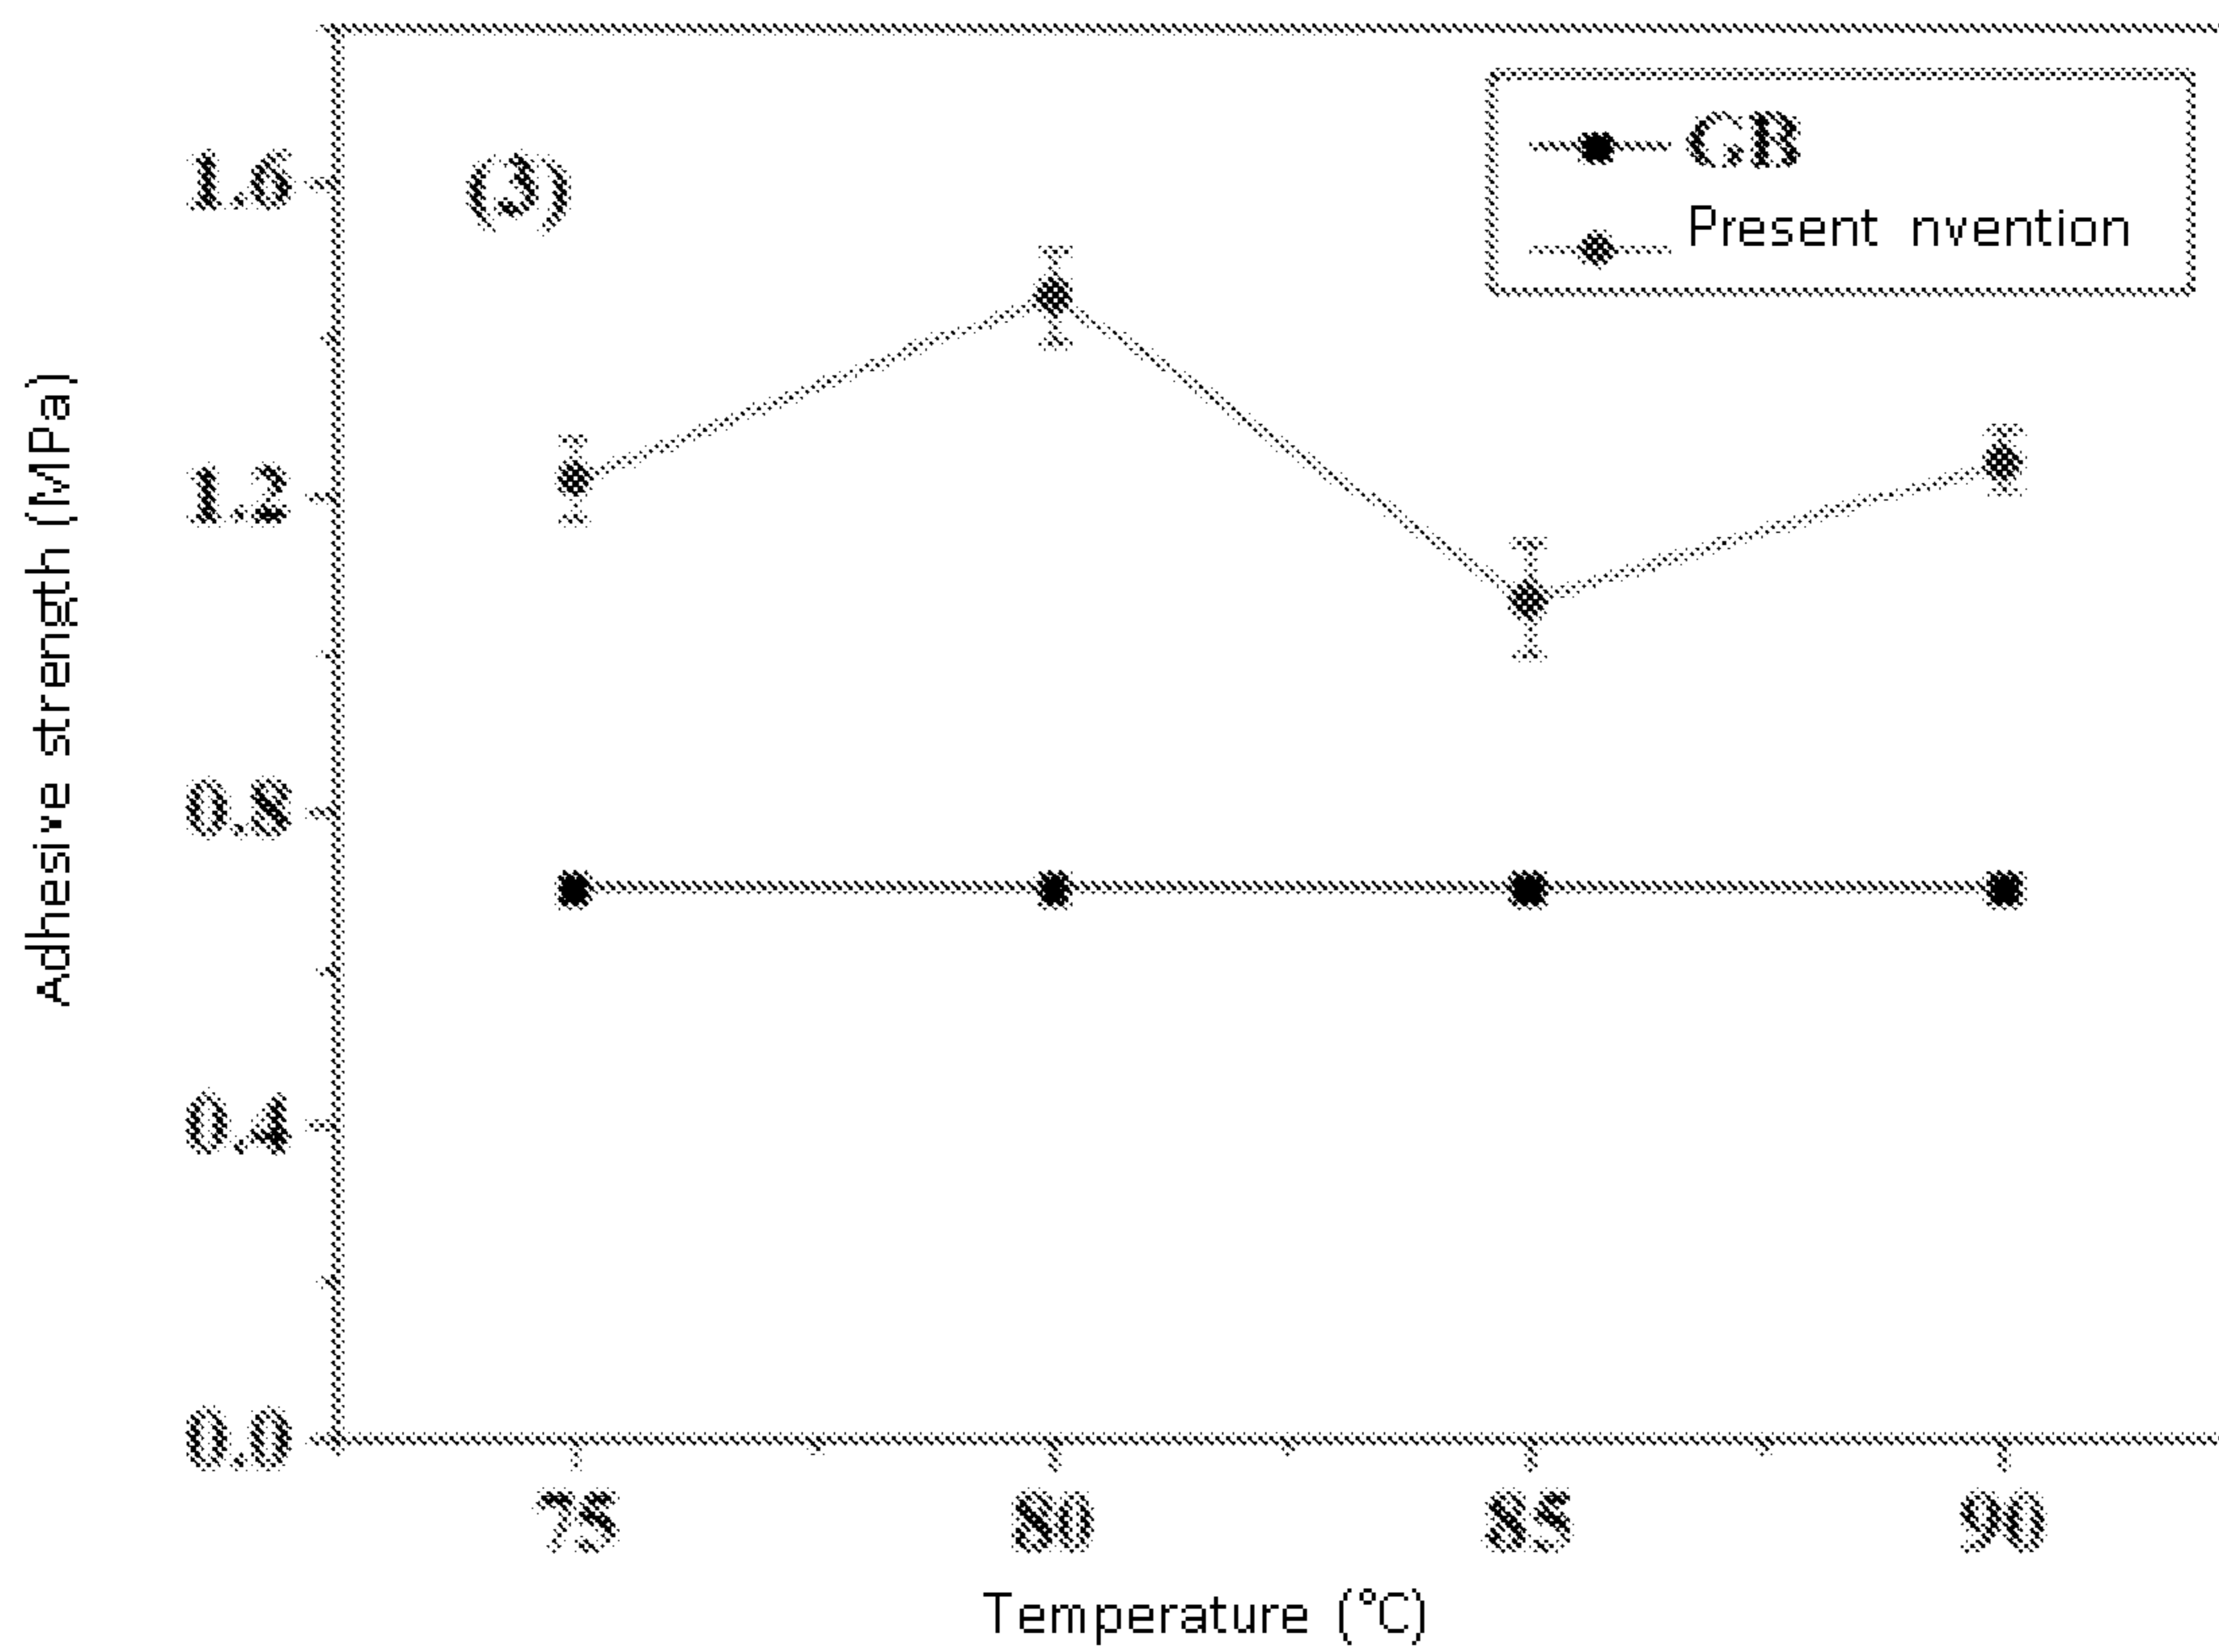 (3)
GB
Present nvention
1.6
1.2
0.8
0.4
0.0
Adhesive strength (MPa)
75
80
85
90
Temperature (°C)